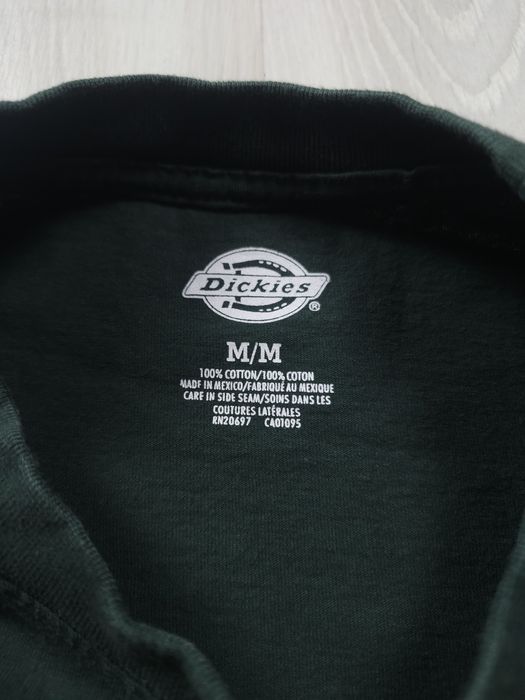 Dickies®
M/M
100% COTTON/100% COTON
MADE IN MEXICO/FABRIQUÉ AU MEXIQUE
CARE IN SIDE SEAM/SOINS DANS LES
COUTURES LATÉRALES
RN20697 CA01095